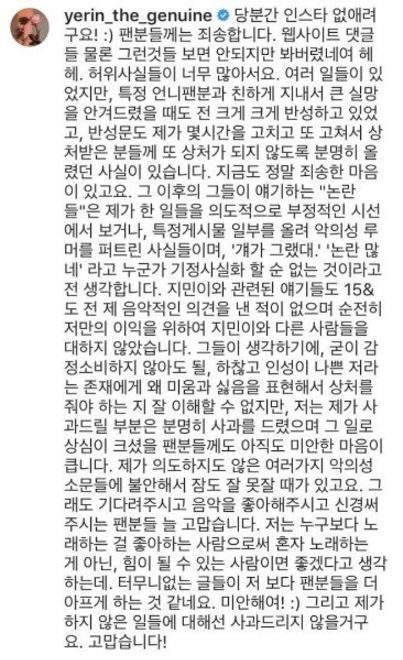 yerin_the_genuine 당분간 인스타 없애려
구요! :) 팬분들께는 죄송합니다. 웹사이트 댓글
들 물론 그런것들 보면 안되지만 봐버렸네여 헤
헤. 허위사실들이 너무 많아서요. 여러 일들이 있
었지만, 특정 언니팬분과 친하게 지내서 큰 실망
을 안겨드렸을 때도 전 크게 크게 반성하고 있었
고, 반성문도 제가 몇시간을 고치고 또 고쳐서 상
처받은 분들께 또 상처가 되지 않도록 분명히 올
렸던 사실이 있습니다. 지금도 정말 죄송한 마음
이 있고요. 그 이후의 그들이 얘기하는 "논란
들"은 제가 한 일들을 의도적으로 부정적인 시선
에서 보거나, 특정게시물 일부를 올려 악의성 루
머를 퍼트린 사실들이며, '걔가 그랬대.' '논란 많
네' 라고 누군가 기정사실화 할 순 없는 것이라고
전 생각합니다. 지민이와 관련된 얘기들도 15&
도 전 제 음악적인 의견을 낸 적이 없으며 순전히
저만의 이익을 위하여 지민이와 다른 사람들을
대하지 않았습니다. 그들이 생각하기에, 굳이 감
정소비하지 않아도 될, 하찮고 인성이 나쁜 저라
는 존재에게 왜 미움과 싫음을 표현해서 상처를
줘야 하는 지 잘 이해할 수 없지만, 저는 제가 사
과드릴 부분은 분명히 사과를 드렸으며 그 일로
상심이 크셨을 팬분들께도 아직도 미안한 마음이
큽니다. 제가 의도하지도 않은 여러가지 악의성
소문들에 불안해서 잠도 잘 못잘 때가 있고요. 그
래도 기다려주시고 음악을 좋아해주시고 신경써
주시는 팬분들 늘 고맙습니다. 저는 누구보다 노
래하는 걸 좋아하는 사람으로써 혼자 노래하는
게 아닌, 힘이 될 수 있는 사람이면 좋겠다고 생각
하는데. 터무니없는 글들이 저 보다 팬분들을 더
아프게 하는 것 같네요. 미안해여! :) 그리고 제가
하지 않은 일들에 대해선 사과드리지 않을거구
요. 고맙습니다!